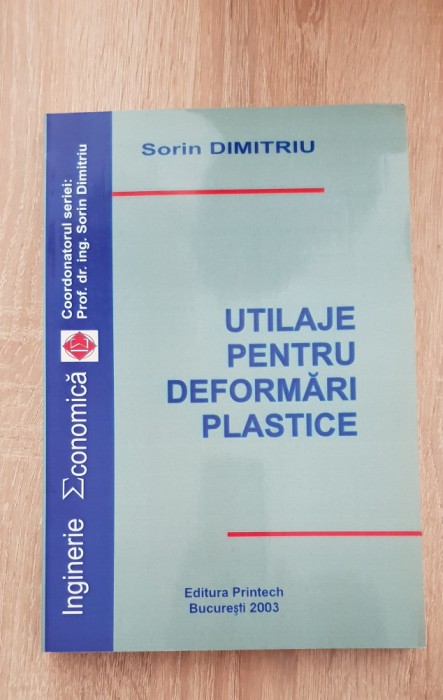 Sorin DIMITRIU
UTILAJE
PENTRU
DEFORMĂRI
PLASTICE
Editura Printech
Bucureşti 2003
Inginerie Σconomică
Coordonatorul seriei:
Prof. dr. ing. Sorin Dimitriu